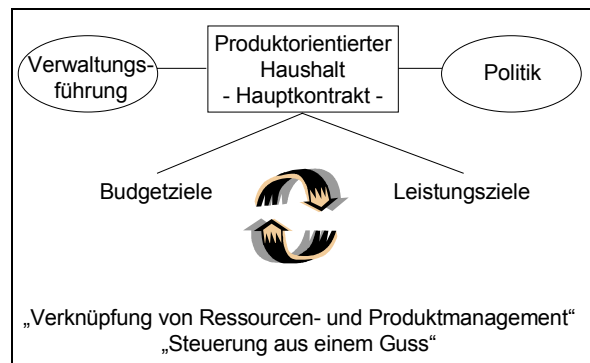 Verwaltungs-
führung
Produktorientierter
Haushalt
- Hauptkontrakt -
Politik
Budgetziele
Leistungsziele
„Verknüpfung von Ressourcen- und Produktmanagement“
„Steuerung aus einem Guss“